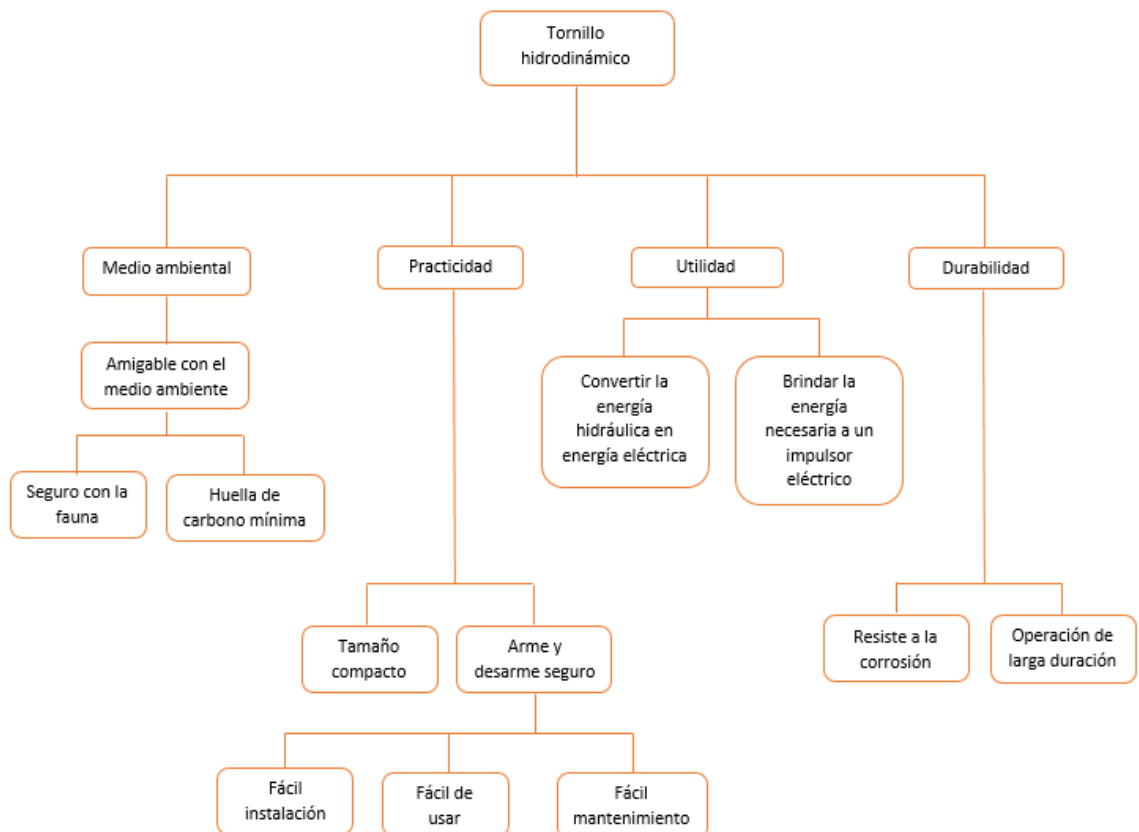 Tornillo
hidrodinámico
Medio ambiental
Practicidad
Utilidad
Durabilidad
Amigable con el
medio ambiente
Convertir la
energía
hidráulica en
energía eléctrica
Brindar la
energía
necesaria a un
impulsor
eléctrico
Seguro con la
fauna
Huella de
carbono mínima
Tamaño
compacto
Arme y
desarme seguro
Resiste a la
corrosión
Operación de
larga duración
Fácil
instalación
Fácil de
usar
Fácil
mantenimiento